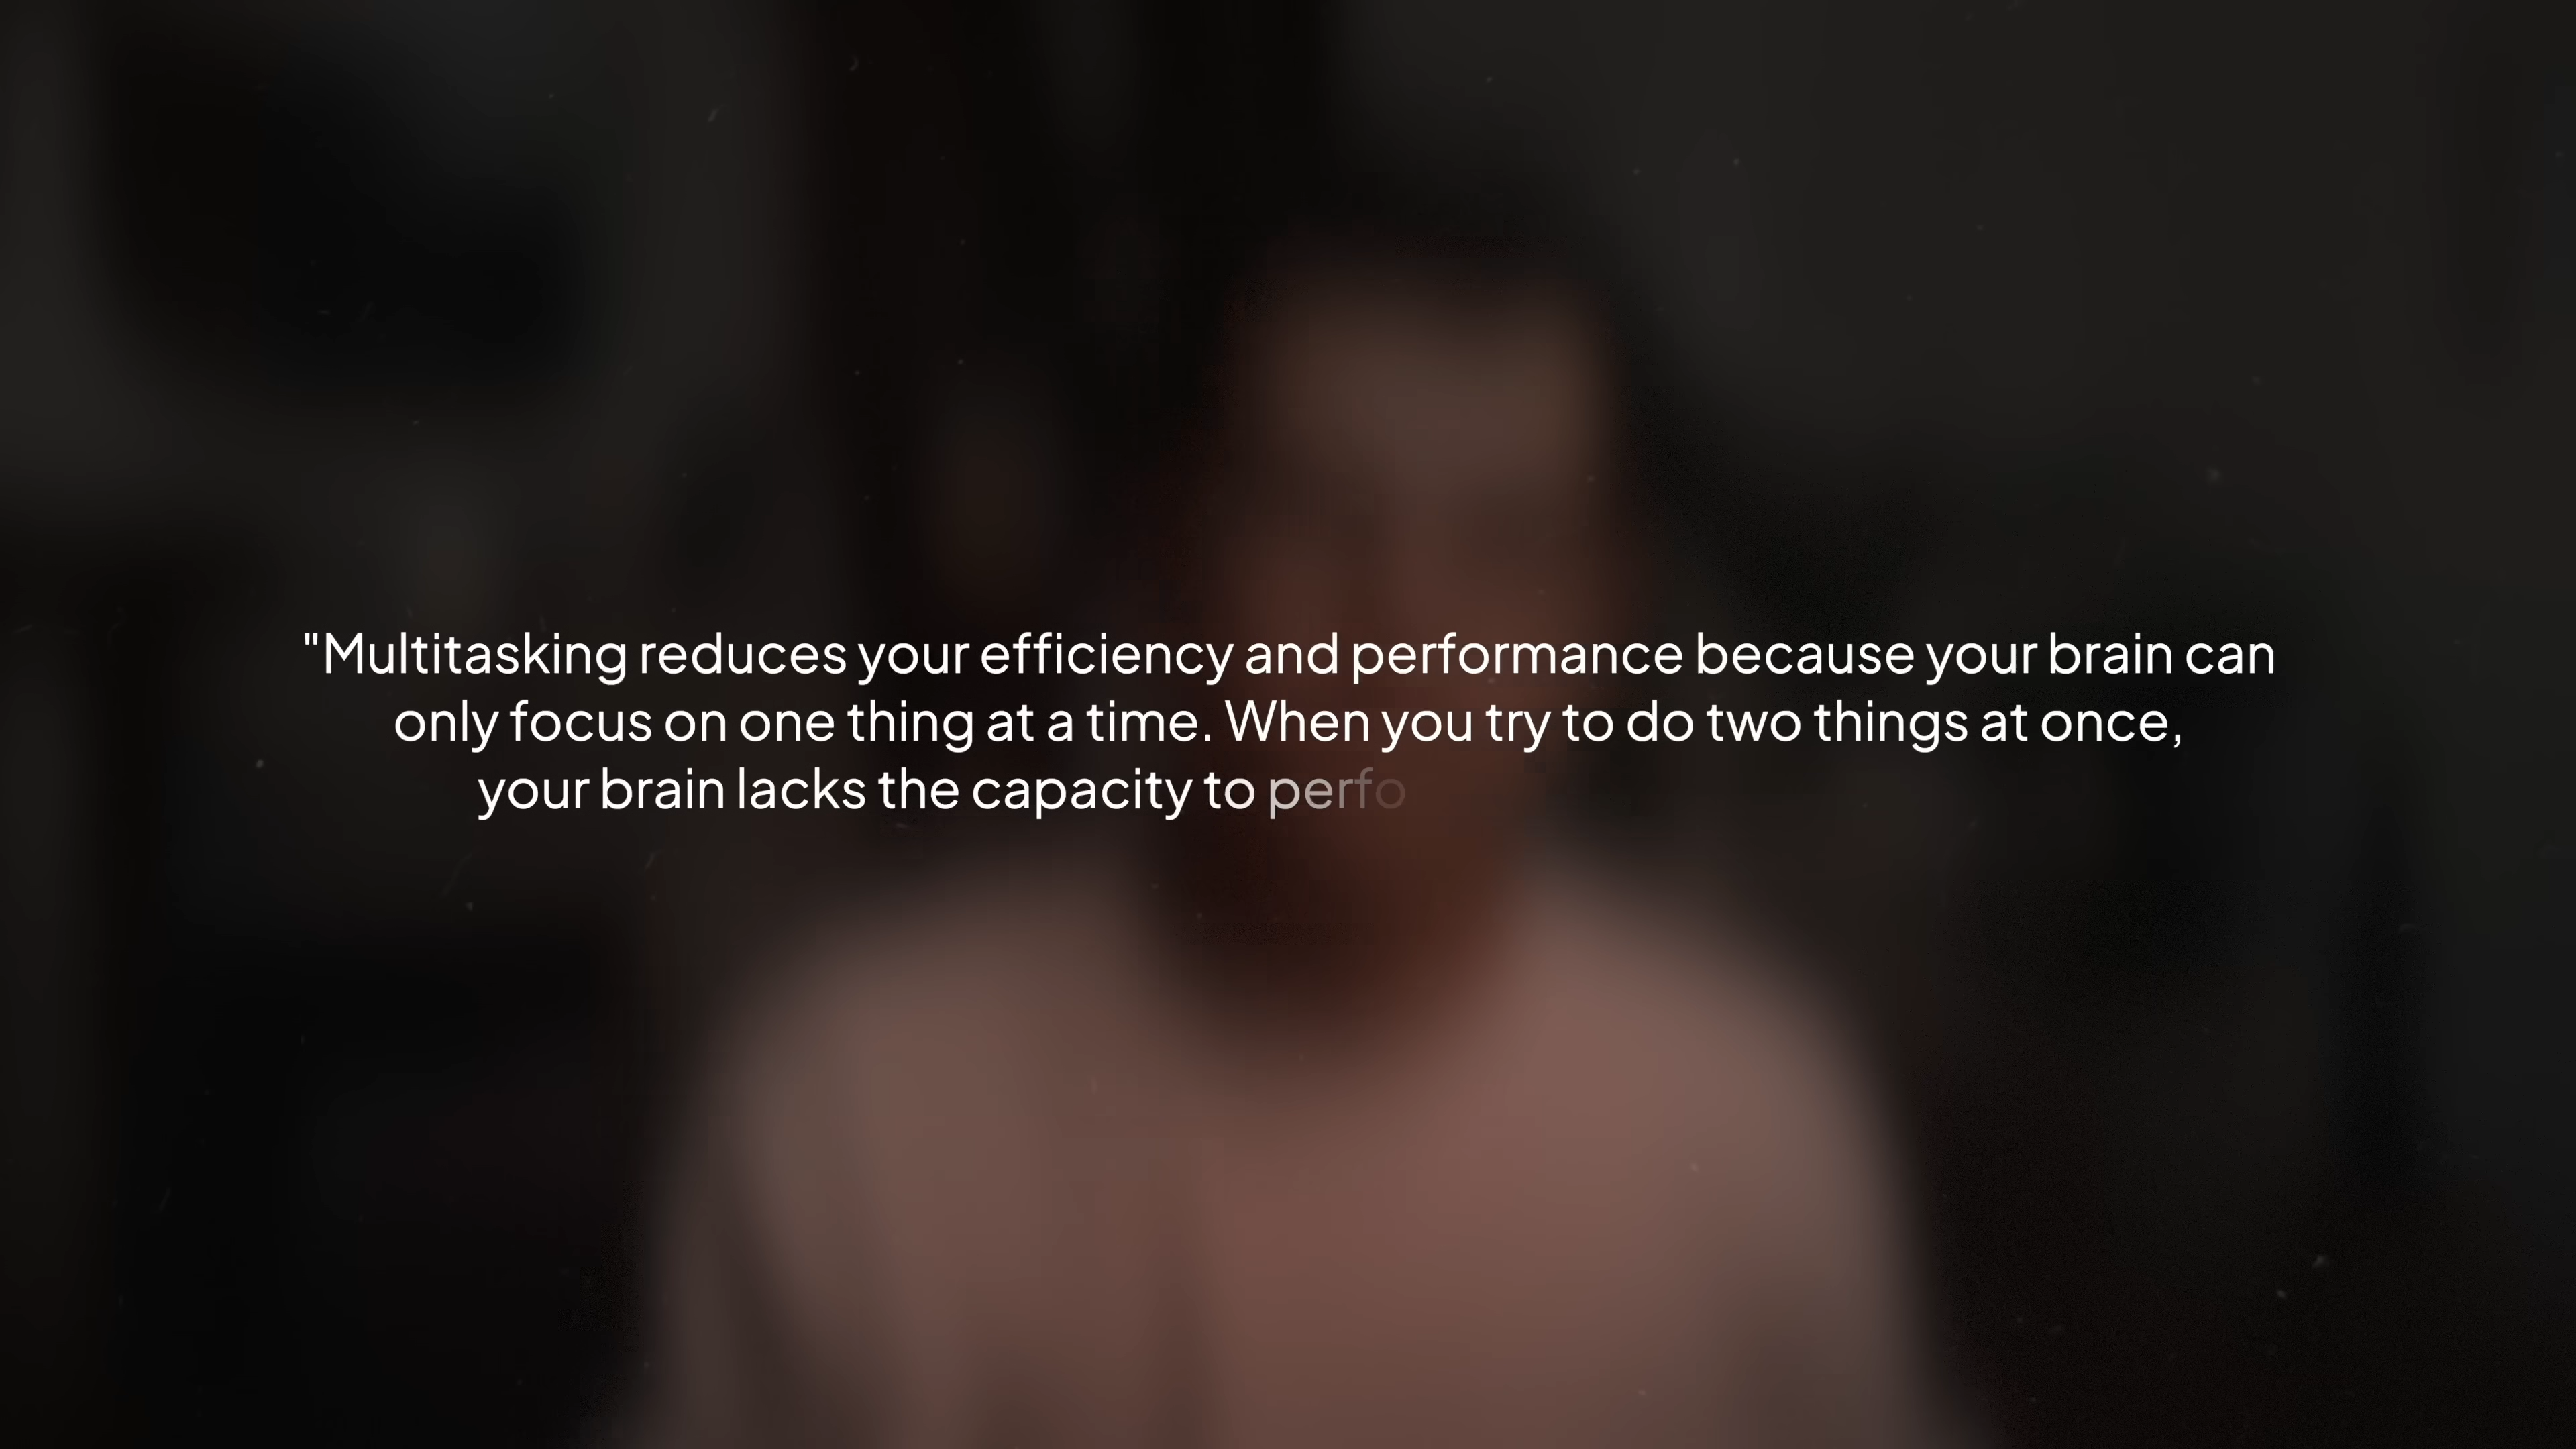 "Multitasking reduces your efficiency and performance because your brain can
only focus on one thing at a time. When you try to do two things at once,
your brain lacks the capacity to perfo